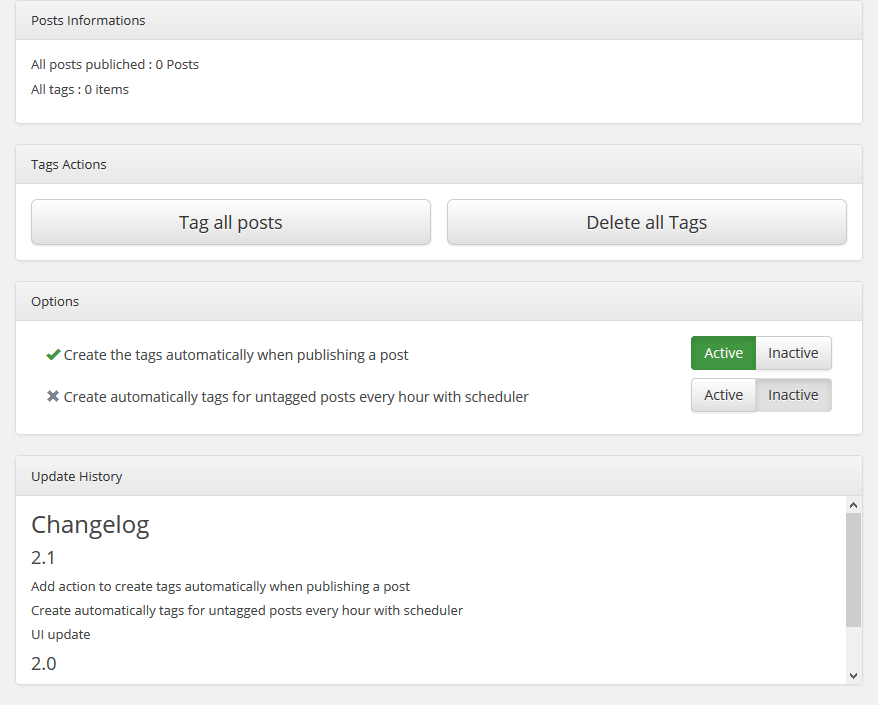 Posts Informations
All posts publiched : 0 Posts
All tags : 0 items
Tags Actions
Tag all posts
Delete all Tags
Options
Create the tags automatically when publishing a post
Active Inactive
Create automatically tags for untagged posts every hour with scheduler
Active Inactive
Update History
Changelog
2.1
Add action to create tags automatically when publishing a post
Create automatically tags for untagged posts every hour with scheduler
UI update
2.0